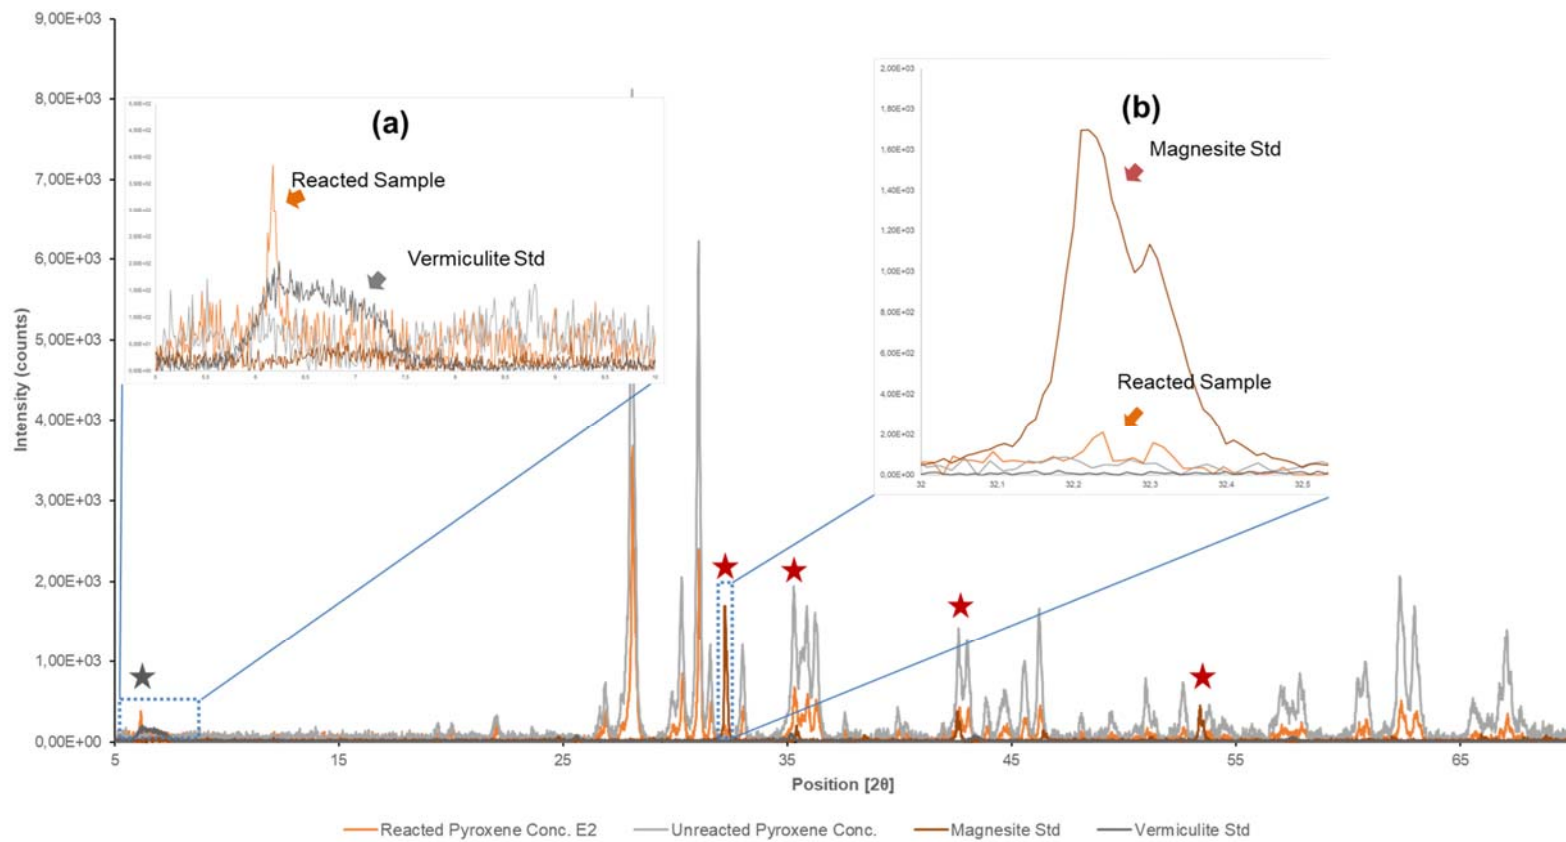 9,00E+03
8,00E+03
7,00E+03
6,00E+03
5,00E+03
4,00E+03
3,00E+03
2,00E+03
1,00E+03
0,00E+00
Intensity (counts)
5 15 25 35 45 55 65
Position [2θ]
(a)
Reacted Sample
Vermiculite Std
(b)
2,00E+03
1,80E+03
1,60E+03
1,40E+03
1,20E+03
1,00E+03
8,00E+02
6,00E+02
4,00E+02
2,00E+02
0,00E+00
Magnesite Std
Reacted Sample
32 32,1 32,2 32,3 32,4 32,5
Reacted Pyroxene Conc. E2 Unreacted Pyroxene Conc. Magnesite Std Vermiculite Std